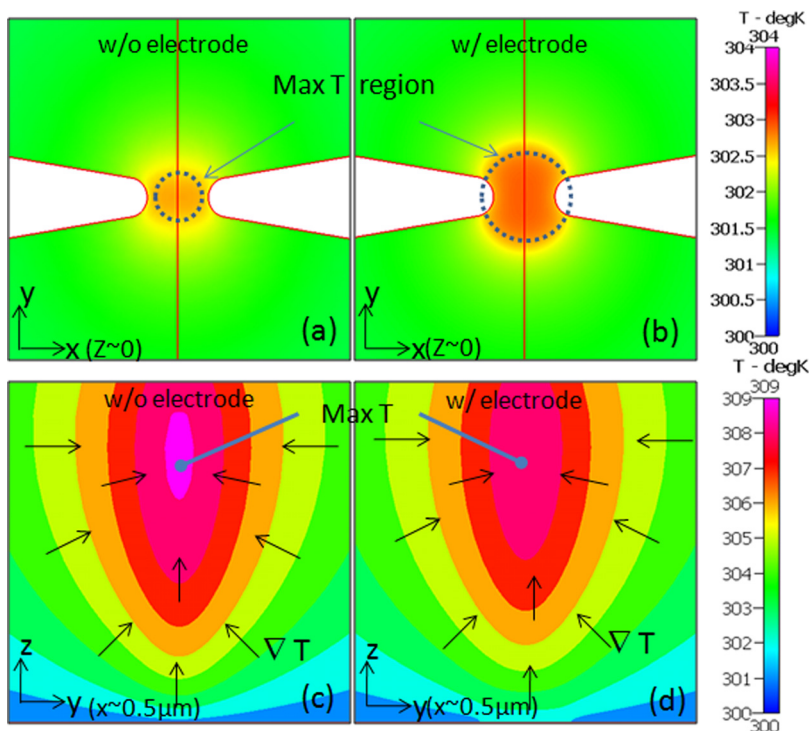 w/o electrode
w/ electrode
Max T region
y
x (Z~0)
(a)
y
x(Z~0)
(b)
T - degK
304
304
303.5
303
302.5
302
301.5
301
300.5
300
300
w/o electrode
w/ electrode
Max T
∇ T
z
y (x~0.5μm)
(c)
∇ T
z
y(x~0.5μm)
(d)
T - degK
309
309
308
307
306
305
304
303
302
301
300
300